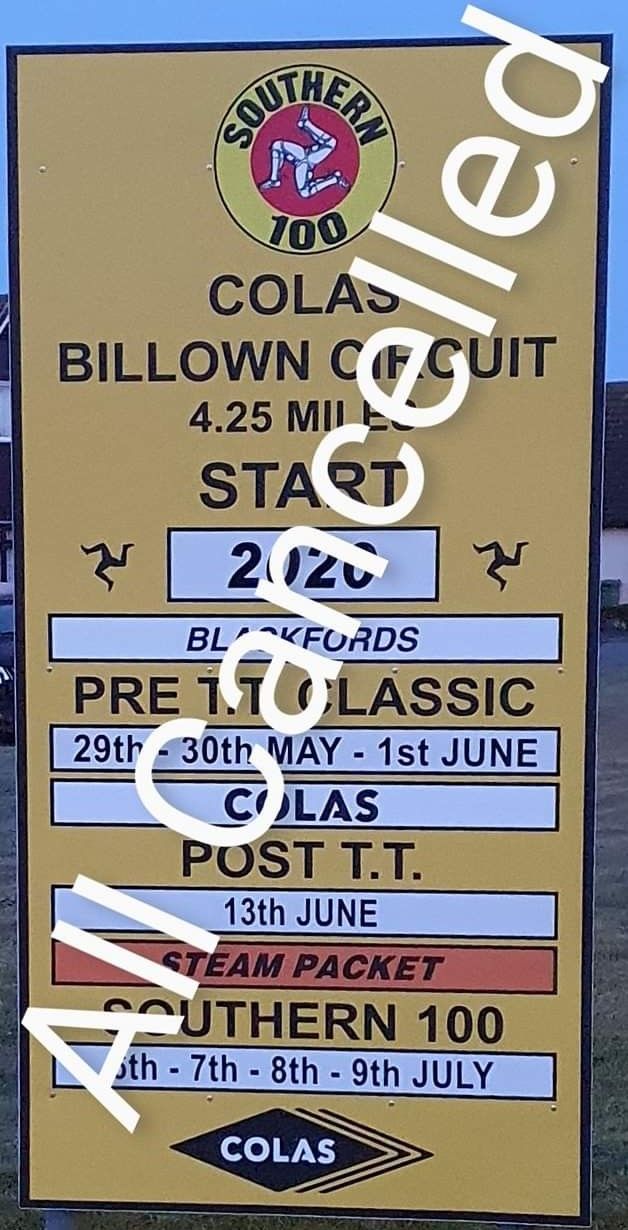 SOUTHERN
100
COLAS
BILLOWN CIRCUIT
4.25 MILES
START
2020
BLACKFORDS
PRE T.T. CLASSIC
29th - 30th MAY - 1st JUNE
COLAS
POST T.T.
13th JUNE
STEAM PACKET
SOUTHERN 100
6th - 7th - 8th - 9th JULY
COLAS
All Cancelled